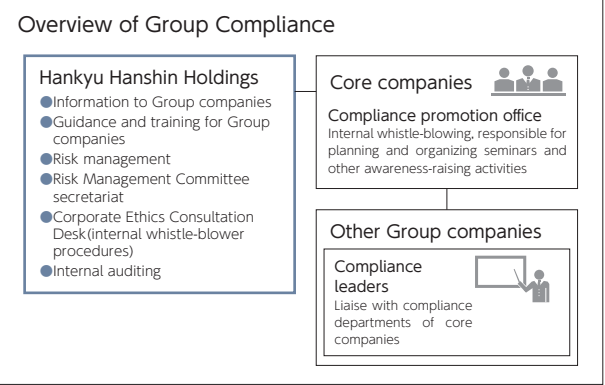 Overview of Group Compliance
Hankyu Hanshin Holdings
●Information to Group companies
●Guidance and training for Group
companies
●Risk management
●Risk Management Committee
secretariat
●Corporate Ethics Consultation
Desk(internal whistle-blower
procedures)
●Internal auditing
Core companies
Compliance promotion office
Internal whistle-blowing, responsible for
planning and organizing seminars and
other awareness-raising activities
Other Group companies
Compliance
leaders
Liaise with compliance
departments of core
companies